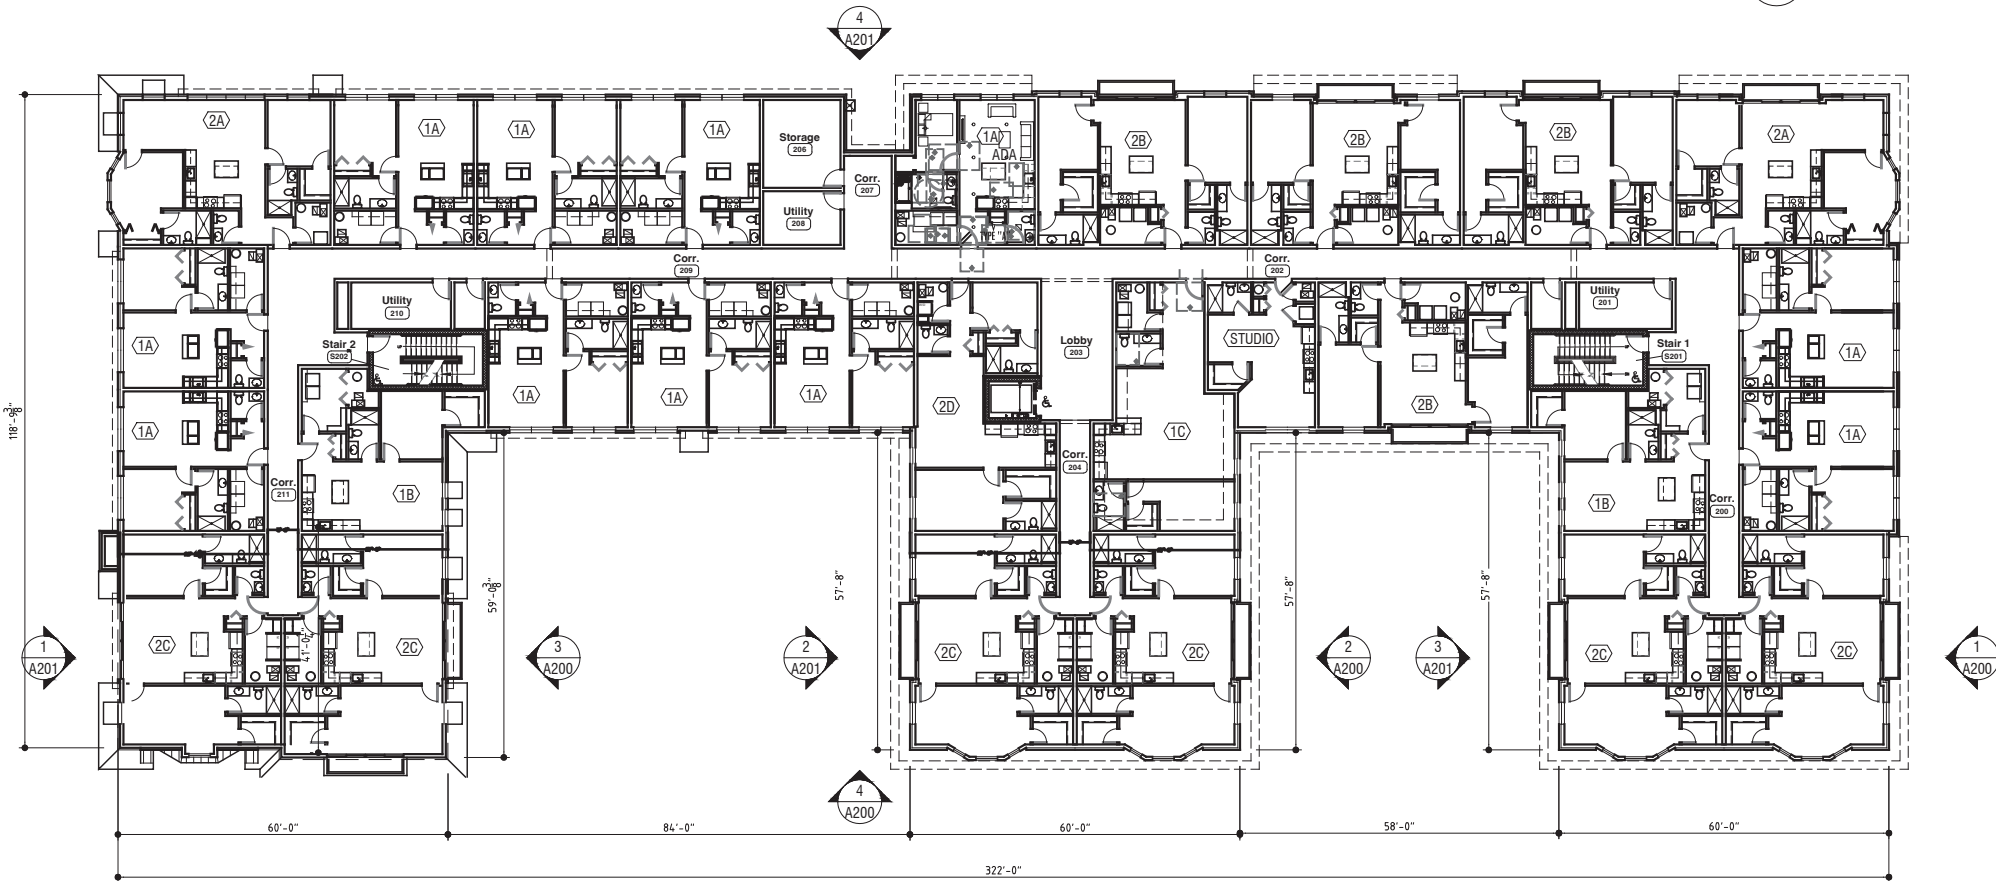 4
A201
2A
1A
1A
1A
Storage
206
Corr.
207
Utility
208
1A
ADA
TYPE "A"
2B
2B
2B
2A
Corr.
209
Corr.
202
Utility
210
Utility
201
Stair 2
S202
Lobby
203
STUDIO
Stair 1
S201
1A
1A
1A
1A
1A
2D
2B
1A
1A
1C
1A
Corr.
204
Corr.
211
1B
1B
Corr.
200
118'-9 3/8"
59'-0 3/8"
57'-8"
57'-8"
57'-8"
41'-0"
2C
2C
2C
2C
2C
2C
1
A201
3
A200
2
A201
2
A200
3
A201
1
A200
4
A200
60'-0"
84'-0"
60'-0"
58'-0"
60'-0"
322'-0"